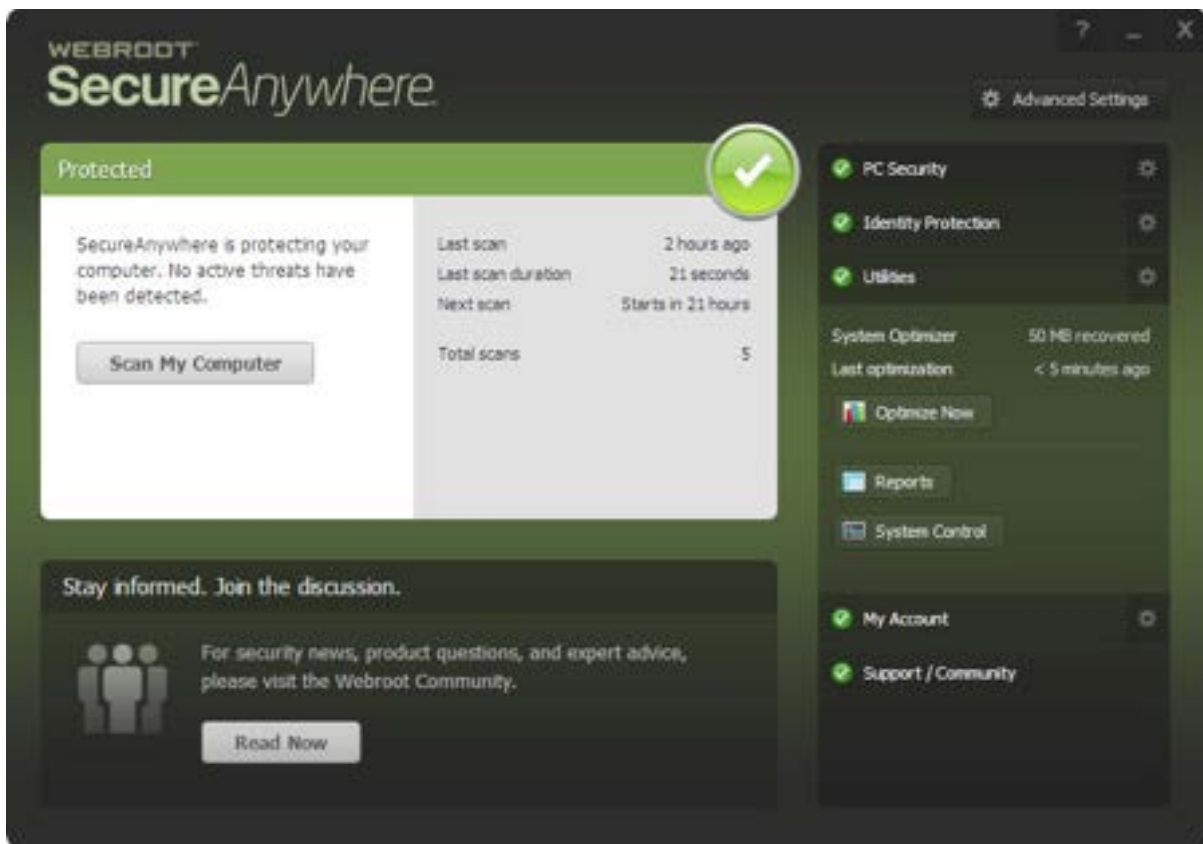 ? _ X
WEBROOT
SecureAnywhere
Advanced Settings
Protected
SecureAnywhere is protecting your
computer. No active threats have
been detected.
Scan My Computer
Last scan 2 hours ago
Last scan duration 21 seconds
Next scan Starts in 21 hours
Total scans 5
Stay informed. Join the discussion.
For security news, product questions, and expert advice,
please visit the Webroot Community.
Read Now
PC Security
Identity Protection
Utilities
System Optimizer 50 MB recovered
Last optimization < 5 minutes ago
Optimize Now
Reports
System Control
My Account
Support / Community